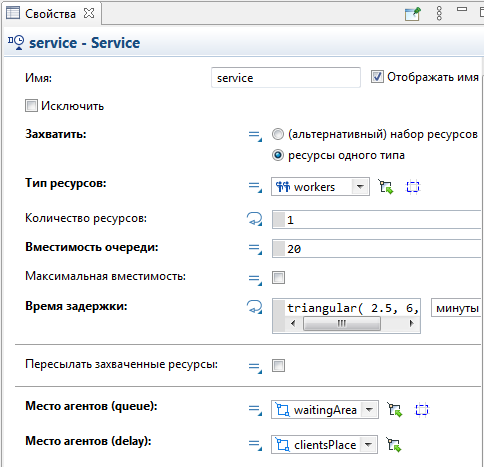 Свойства
service - Service
Имя: service Отображать имя
Исключить
Захватить: (альтернативный) набор ресурсов
ресурсы одного типа
Тип ресурсов: workers
Количество ресурсов: 1
Вместимость очереди: 20
Максимальная вместимость:
Время задержки: triangular( 2.5, 6, минуты
Пересылать захваченные ресурсы:
Место агентов (queue): waitingArea
Место агентов (delay): clientsPlace